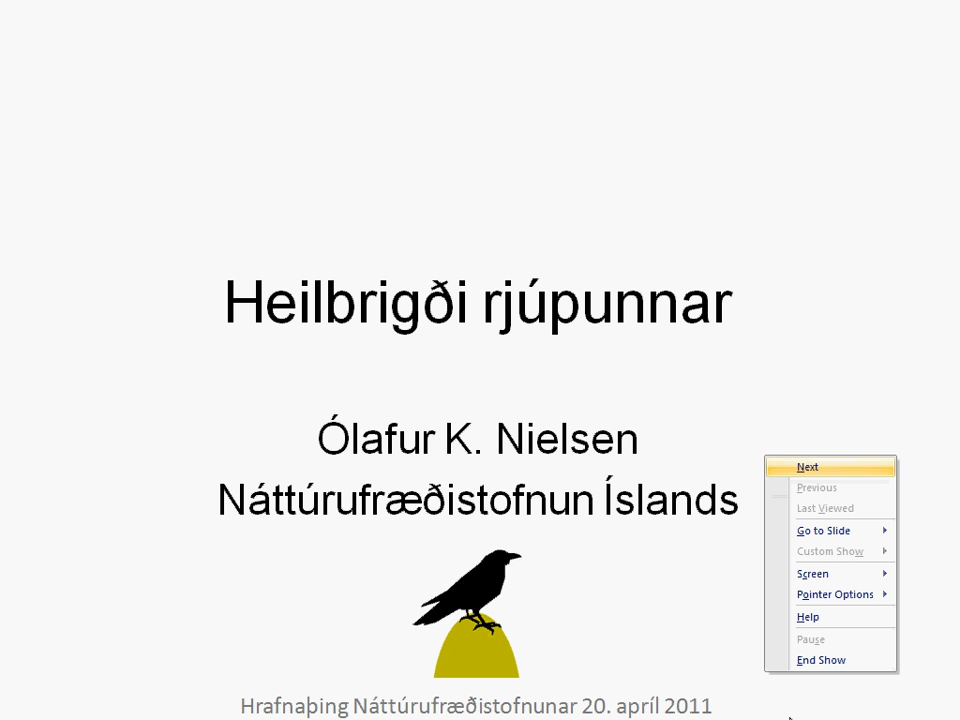 Heilbrigði rjúpunnar
Ólafur K. Nielsen
Náttúrufræðistofnun Íslands
Next
Previous
Last Viewed
Go to Slide
Custom Show
Screen
Pointer Options
Help
Pause
End Show
Hrafnaþing Náttúrufræðistofnunar 20. apríl 2011